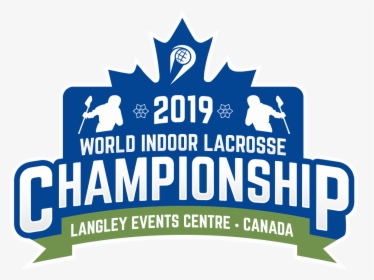 2019
WORLD INDOOR LACROSSE
CHAMPIONSHIP
LANGLEY EVENTS CENTRE • CANADA